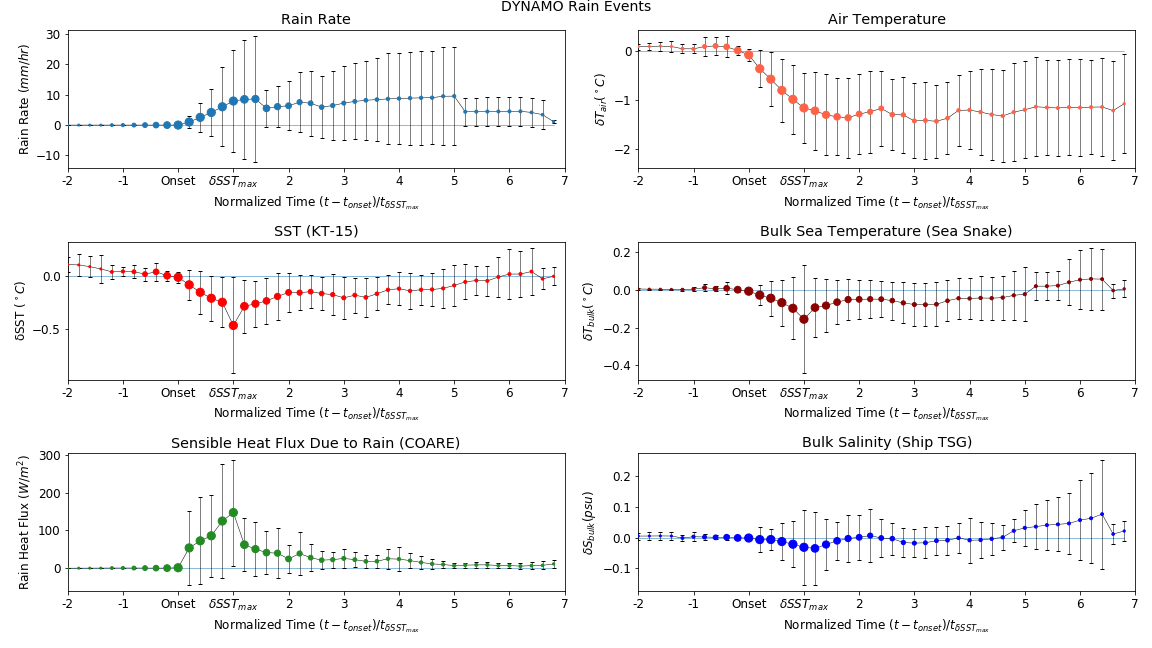 DYNAMO Rain Events
Rain Rate
Rain Rate (mm/hr)
30
20
10
0
−10
-2 -1 Onset δSST_max 2 3 4 5 6 7
Normalized Time (t − t_onset)/t_δSST_max
Air Temperature
δT_air(°C)
0
−1
−2
-2 -1 Onset δSST_max 2 3 4 5 6 7
Normalized Time (t − t_onset)/t_δSST_max
SST (KT-15)
δSST (°C)
0.0
−0.5
-2 -1 Onset δSST_max 2 3 4 5 6 7
Normalized Time (t − t_onset)/t_δSST_max
Bulk Sea Temperature (Sea Snake)
δT_bulk(°C)
0.2
0.0
−0.2
−0.4
-2 -1 Onset δSST_max 2 3 4 5 6 7
Normalized Time (t − t_onset)/t_δSST_max
Sensible Heat Flux Due to Rain (COARE)
Rain Heat Flux (W/m²)
300
200
100
0
-2 -1 Onset δSST_max 2 3 4 5 6 7
Normalized Time (t − t_onset)/t_δSST_max
Bulk Salinity (Ship TSG)
δS_bulk(psu)
0.2
0.1
0.0
−0.1
-2 -1 Onset δSST_max 2 3 4 5 6 7
Normalized Time (t − t_onset)/t_δSST_max